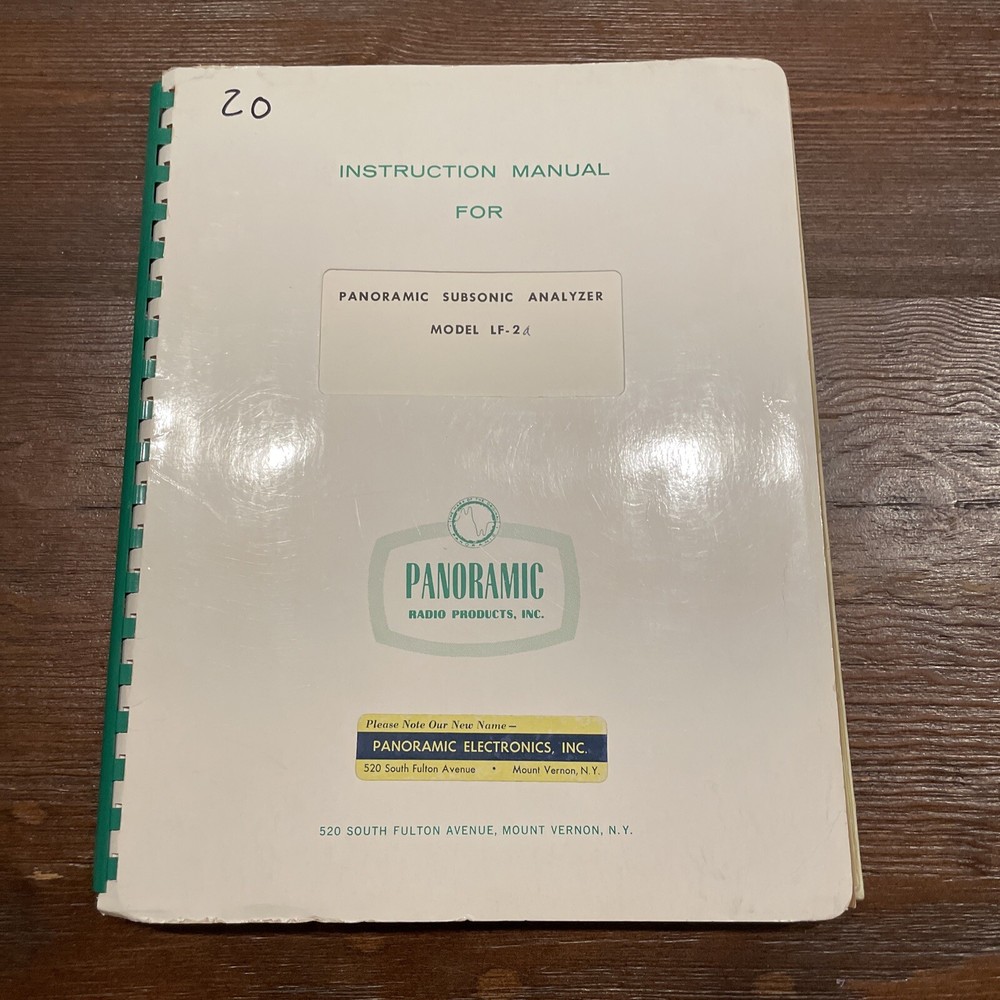 20
INSTRUCTION MANUAL
FOR
PANORAMIC SUBSONIC ANALYZER
MODEL LF-2a
PANORAMIC
RADIO PRODUCTS, INC.
Please Note Our New Name—
PANORAMIC ELECTRONICS, INC.
520 South Fulton Avenue • Mount Vernon, N.Y.
520 SOUTH FULTON AVENUE, MOUNT VERNON, N.Y.